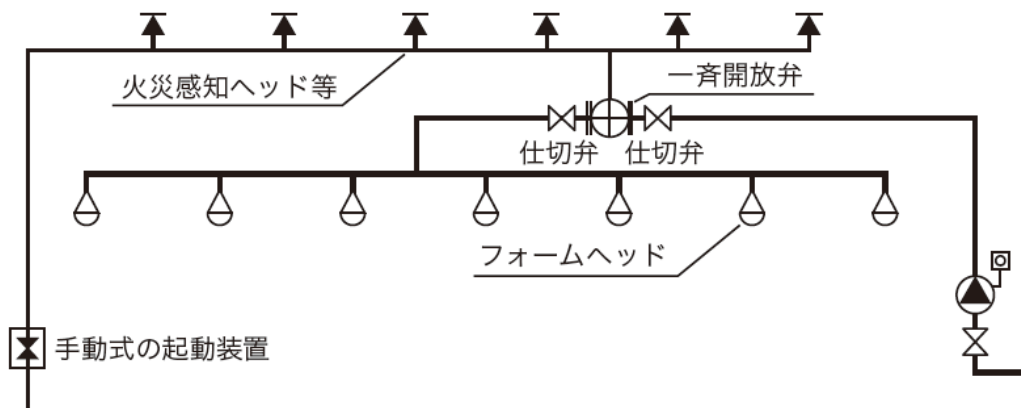 火災感知ヘッド等
一斉開放弁
仕切弁
仕切弁
フォームヘッド
手動式の起動装置